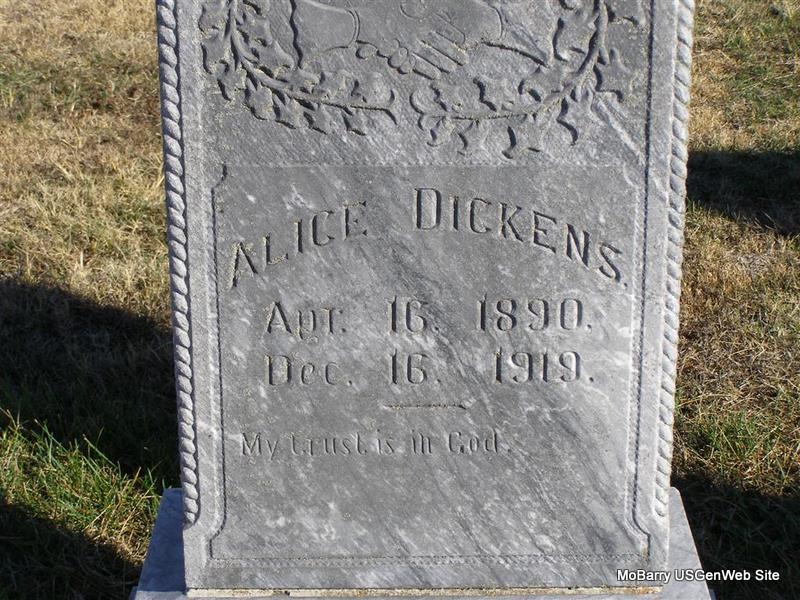 ALICE DICKENS.
Apr. 16. 1890.
Dec. 16. 1919.
My trust is in God.
MoBarry USGenWeb Site